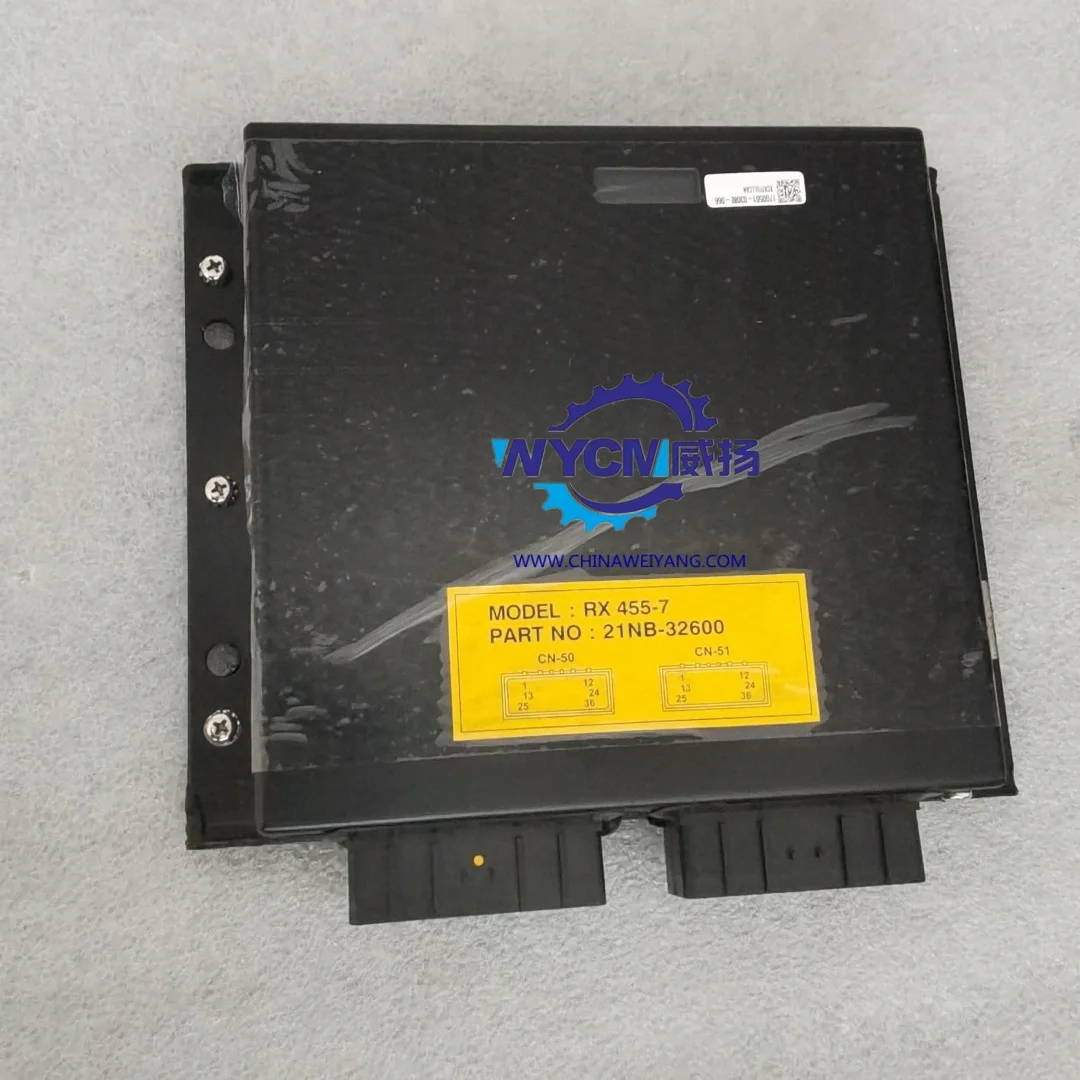 WYCM威扬
WWW.CHINAWEIYANG.COM
MODEL : RX 455-7
PART NO : 21NB-32600
CN-50
1 12
13 24
25 36
CN-51
1 12
13 24
25 36